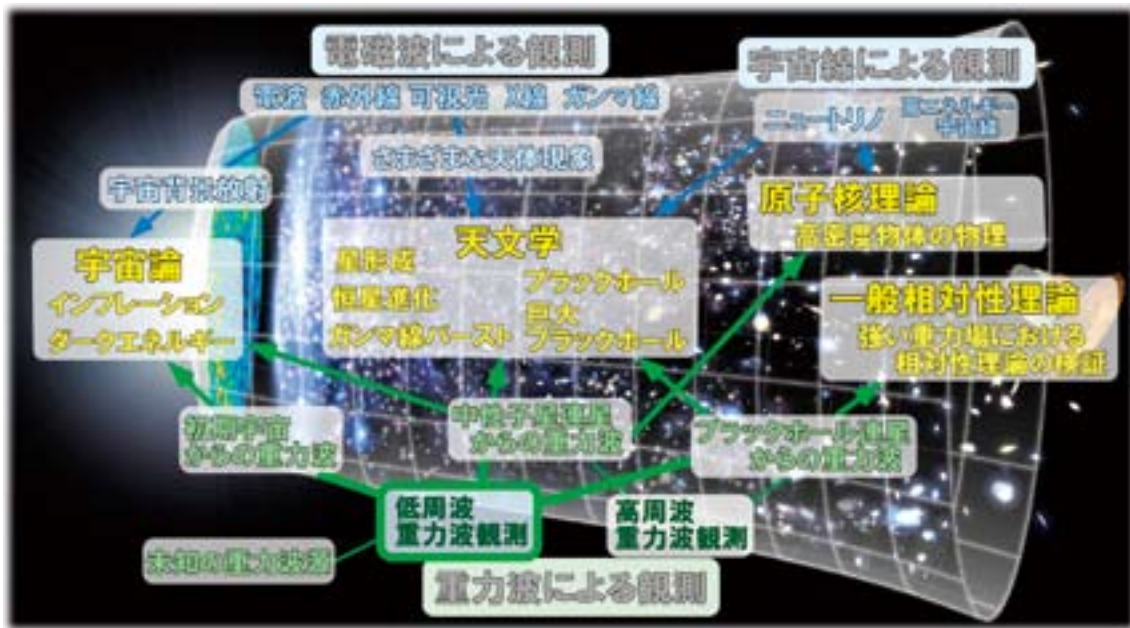 電磁波による観測
宇宙線による観測
電波 赤外線 可視光 X線 ガンマ線
ニュートリノ
高エネルギー
宇宙線
さまざまな天体現象
宇宙背景放射
宇宙論
インフレーション
ダークエネルギー
天文学
星形成
恒星進化
ガンマ線バースト
ブラックホール
巨大
ブラックホール
原子核理論
高密度物体の物理
一般相対性理論
強い重力場における
相対性理論の検証
初期宇宙
からの重力波
中性子星連星
からの重力波
ブラックホール連星
からの重力波
低周波
重力波観測
高周波
重力波観測
未知の重力波源
重力波による観測